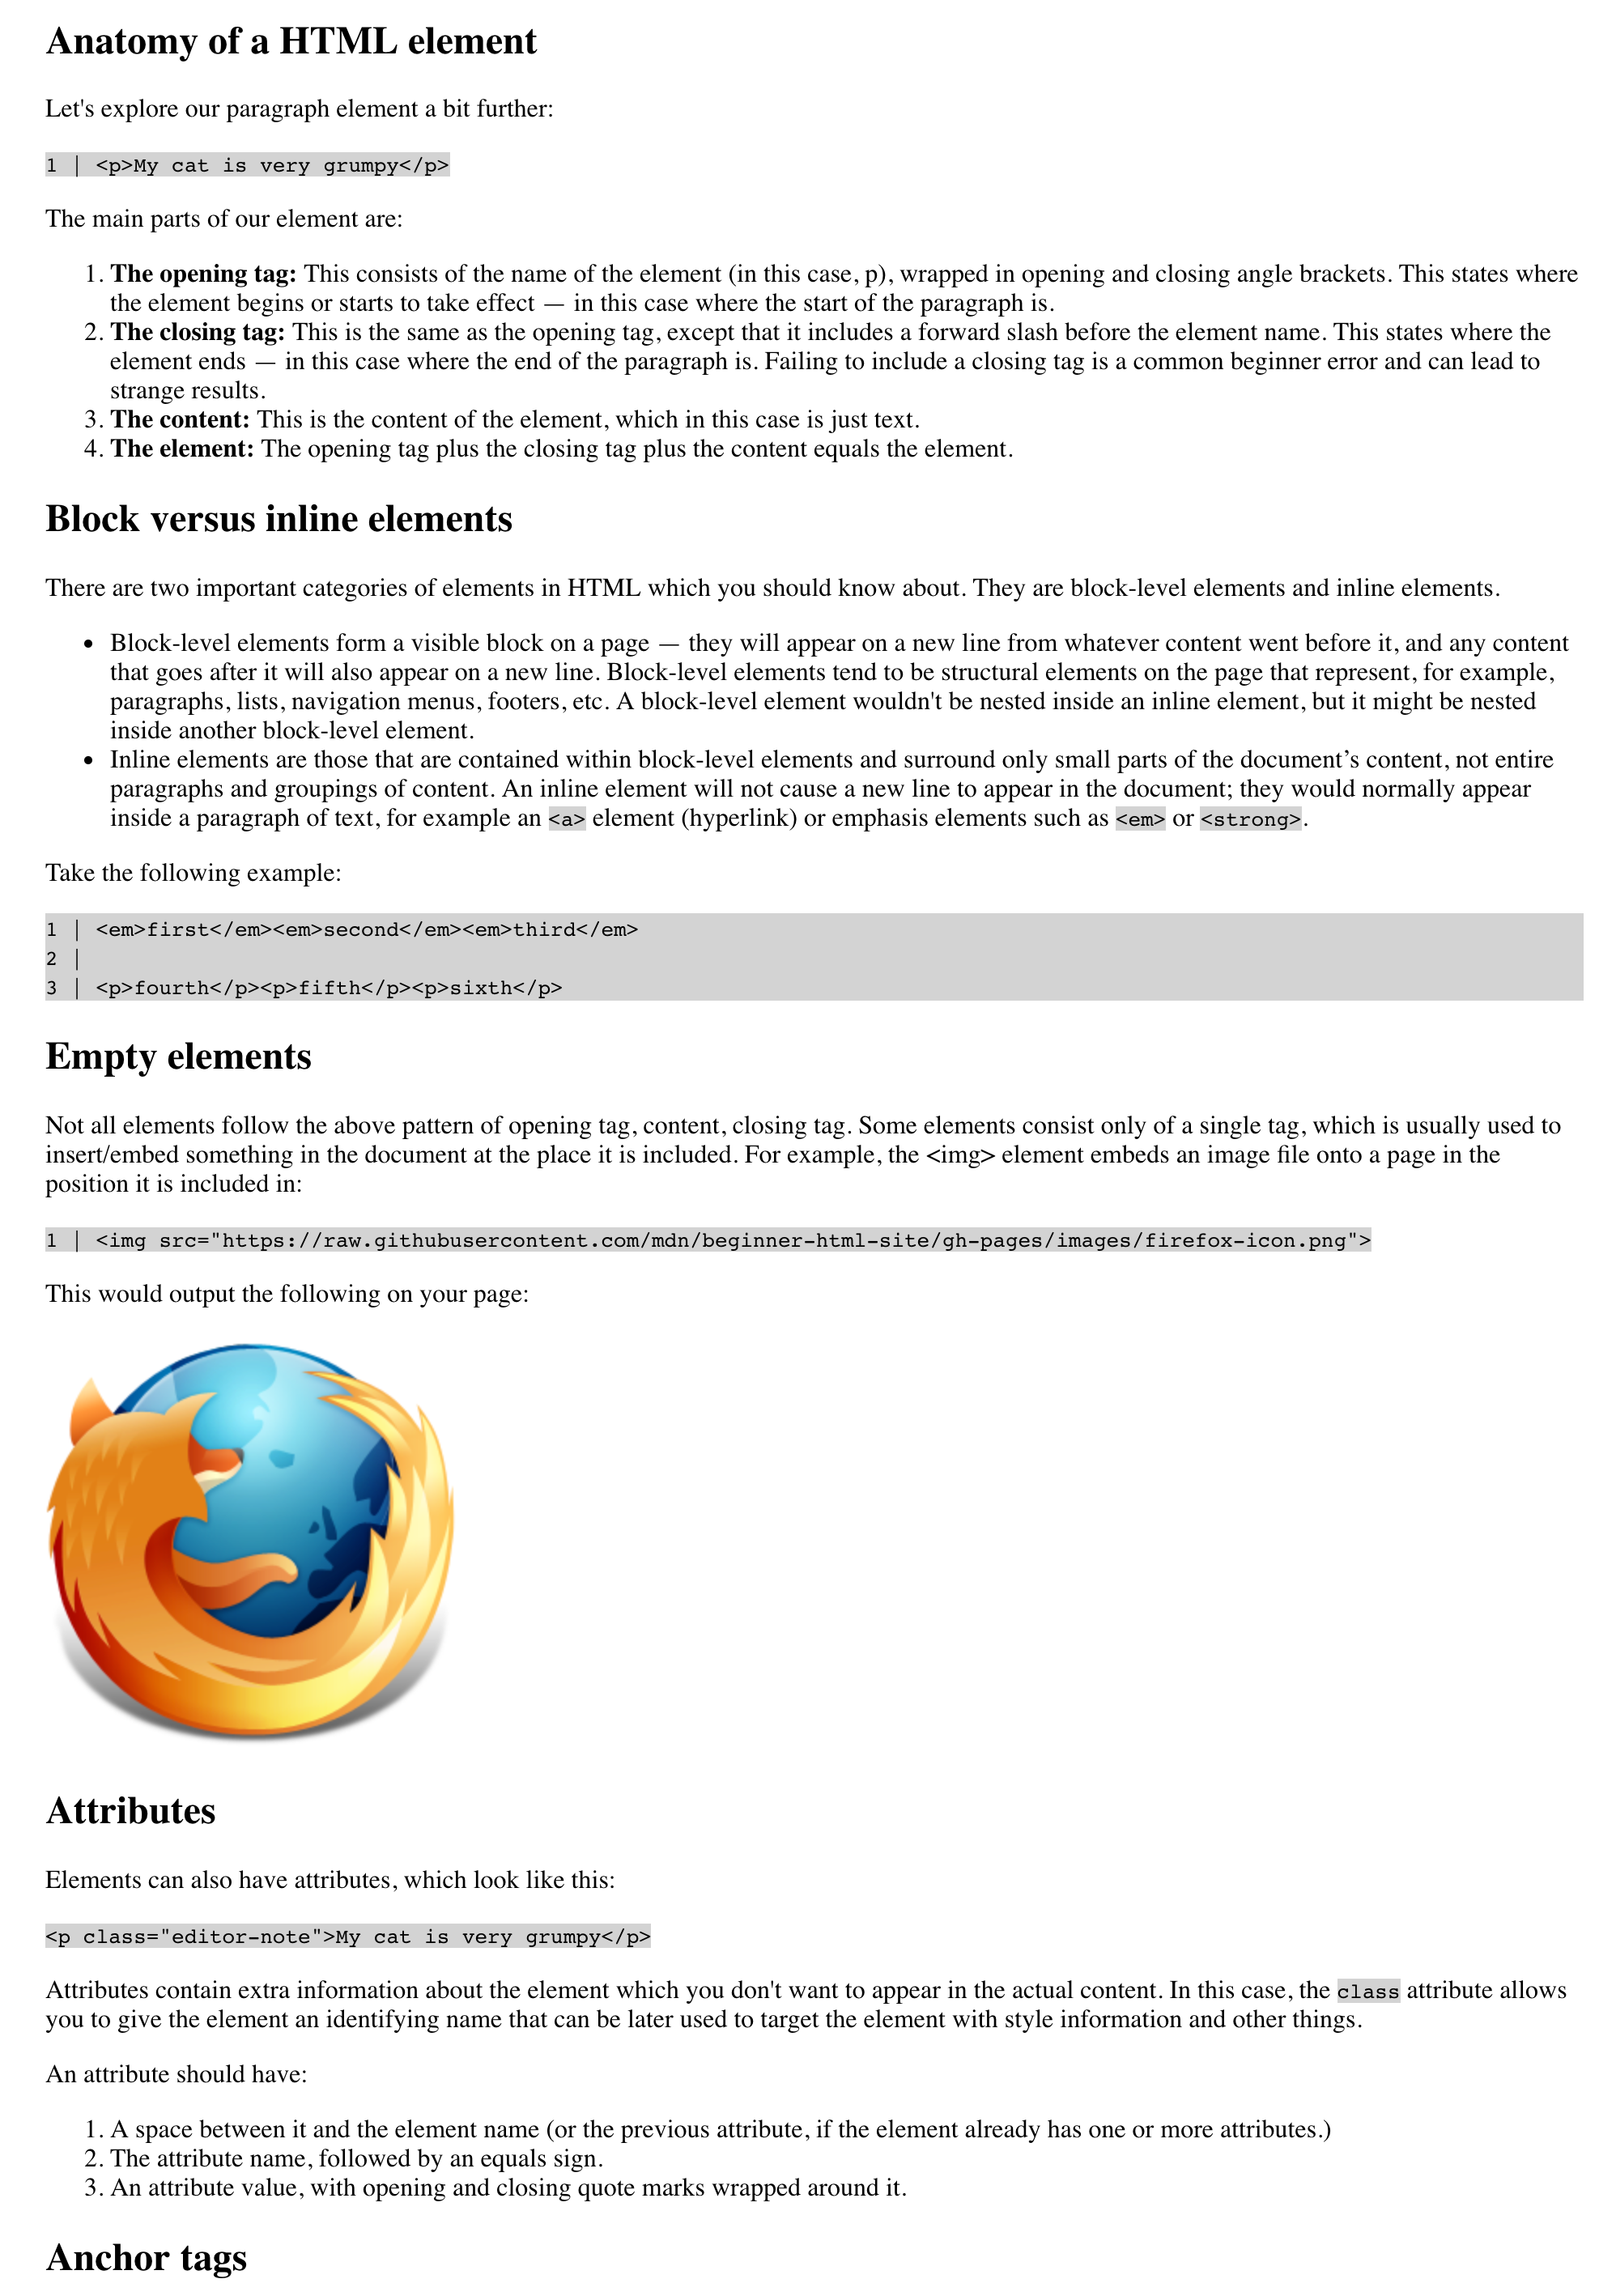 Anatomy of a HTML element
Let's explore our paragraph element a bit further:
1 | <p>My cat is very grumpy</p>
The main parts of our element are:
1. The opening tag: This consists of the name of the element (in this case, p), wrapped in opening and closing angle brackets. This states where
the element begins or starts to take effect — in this case where the start of the paragraph is.
2. The closing tag: This is the same as the opening tag, except that it includes a forward slash before the element name. This states where the
element ends — in this case where the end of the paragraph is. Failing to include a closing tag is a common beginner error and can lead to
strange results.
3. The content: This is the content of the element, which in this case is just text.
4. The element: The opening tag plus the closing tag plus the content equals the element.
Block versus inline elements
There are two important categories of elements in HTML which you should know about. They are block-level elements and inline elements.
• Block-level elements form a visible block on a page — they will appear on a new line from whatever content went before it, and any content
that goes after it will also appear on a new line. Block-level elements tend to be structural elements on the page that represent, for example,
paragraphs, lists, navigation menus, footers, etc. A block-level element wouldn't be nested inside an inline element, but it might be nested
inside another block-level element.
• Inline elements are those that are contained within block-level elements and surround only small parts of the document’s content, not entire
paragraphs and groupings of content. An inline element will not cause a new line to appear in the document; they would normally appear
inside a paragraph of text, for example an <a> element (hyperlink) or emphasis elements such as <em> or <strong>.
Take the following example:
1 | <em>first</em><em>second</em><em>third</em>
2 |
3 | <p>fourth</p><p>fifth</p><p>sixth</p>
Empty elements
Not all elements follow the above pattern of opening tag, content, closing tag. Some elements consist only of a single tag, which is usually used to
insert/embed something in the document at the place it is included. For example, the <img> element embeds an image file onto a page in the
position it is included in:
1 | <img src="https://raw.githubusercontent.com/mdn/beginner-html-site/gh-pages/images/firefox-icon.png">
This would output the following on your page:
Attributes
Elements can also have attributes, which look like this:
<p class="editor-note">My cat is very grumpy</p>
Attributes contain extra information about the element which you don't want to appear in the actual content. In this case, the class attribute allows
you to give the element an identifying name that can be later used to target the element with style information and other things.
An attribute should have:
1. A space between it and the element name (or the previous attribute, if the element already has one or more attributes.)
2. The attribute name, followed by an equals sign.
3. An attribute value, with opening and closing quote marks wrapped around it.
Anchor tags